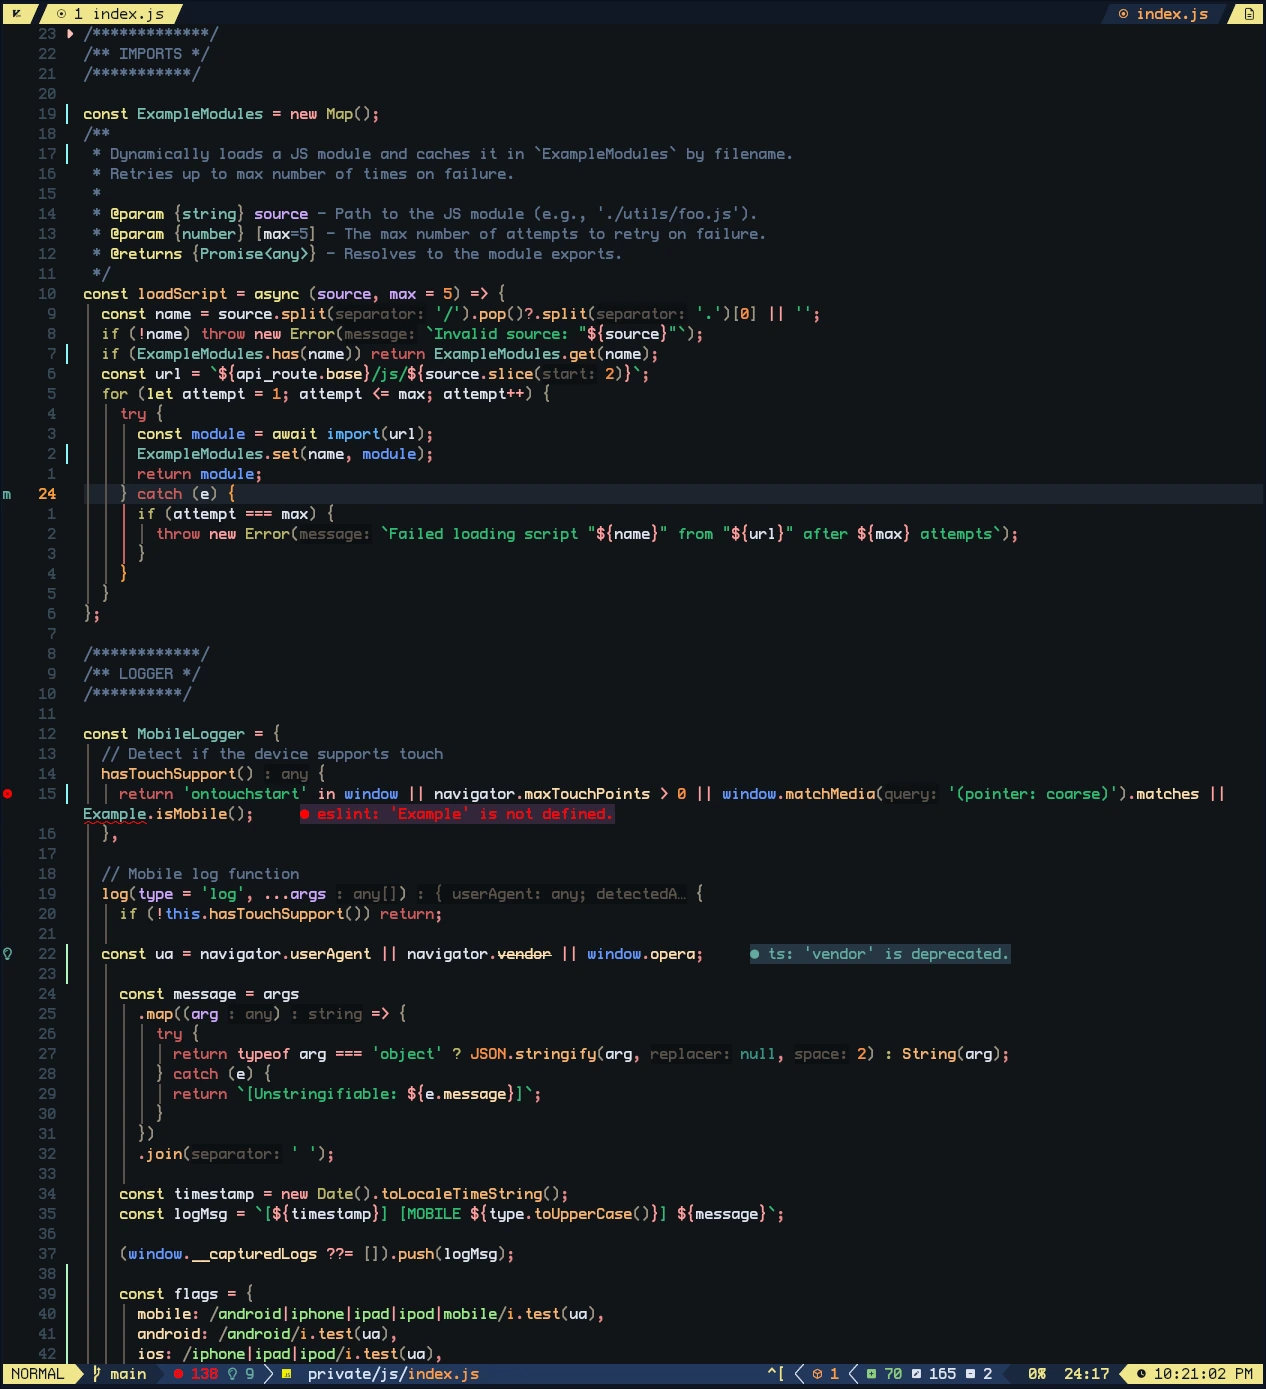 1 index.js index.js
23 /*************/
22 /** IMPORTS */
21 /***********/
20
19 const ExampleModules = new Map();
18 /**
17 * Dynamically loads a JS module and caches it in `ExampleModules` by filename.
16 * Retries up to max number of times on failure.
15 *
14 * @param {string} source - Path to the JS module (e.g., './utils/foo.js').
13 * @param {number} [max=5] - The max number of attempts to retry on failure.
12 * @returns {Promise<any>} - Resolves to the module exports.
11 */
10 const loadScript = async (source, max = 5) => {
9 const name = source.split(separator: '/').pop()?.split(separator: '.')[0] || '';
8 if (!name) throw new Error(message: `Invalid source: "${source}"`);
7 if (ExampleModules.has(name)) return ExampleModules.get(name);
6 const url = `${api_route.base}/js/${source.slice(start: 2)}`;
5 for (let attempt = 1; attempt <= max; attempt++) {
4 try {
3 const module = await import(url);
2 ExampleModules.set(name, module);
1 return module;
m 24 } catch (e) {
1 if (attempt === max) {
2 throw new Error(message: `Failed loading script "${name}" from "${url}" after ${max} attempts`);
3 }
4 }
5 }
6 };
7
8 /************/
9 /** LOGGER */
10 /**********/
11
12 const MobileLogger = {
13 // Detect if the device supports touch
14 hasTouchSupport() : any {
15 return 'ontouchstart' in window || navigator.maxTouchPoints > 0 || window.matchMedia(query: '(pointer: coarse)').matches ||
Example.isMobile(); eslint: 'Example' is not defined.
16 },
17
18 // Mobile log function
19 log(type = 'log', ...args : any[]) : { userAgent: any; detectedA… {
20 if (!this.hasTouchSupport()) return;
21
22 const ua = navigator.userAgent || navigator.vendor || window.opera; ts: 'vendor' is deprecated.
23
24 const message = args
25 .map((arg : any) : string => {
26 try {
27 return typeof arg === 'object' ? JSON.stringify(arg, replacer: null, space: 2) : String(arg);
28 } catch (e) {
29 return `[Unstringifiable: ${e.message}]`;
30 }
31 })
32 .join(separator: ' ');
33
34 const timestamp = new Date().toLocaleTimeString();
35 const logMsg = `[${timestamp}] [MOBILE ${type.toUpperCase()}] ${message}`;
36
37 (window.__capturedLogs ??= []).push(logMsg);
38
39 const flags = {
40 mobile: /android|iphone|ipad|ipod|mobile/i.test(ua),
41 android: /android/i.test(ua),
42 ios: /iphone|ipad|ipod/i.test(ua),
NORMAL main 138 9 private/js/index.js ^[ 1 70 165 2 0% 24:17 10:21:02 PM